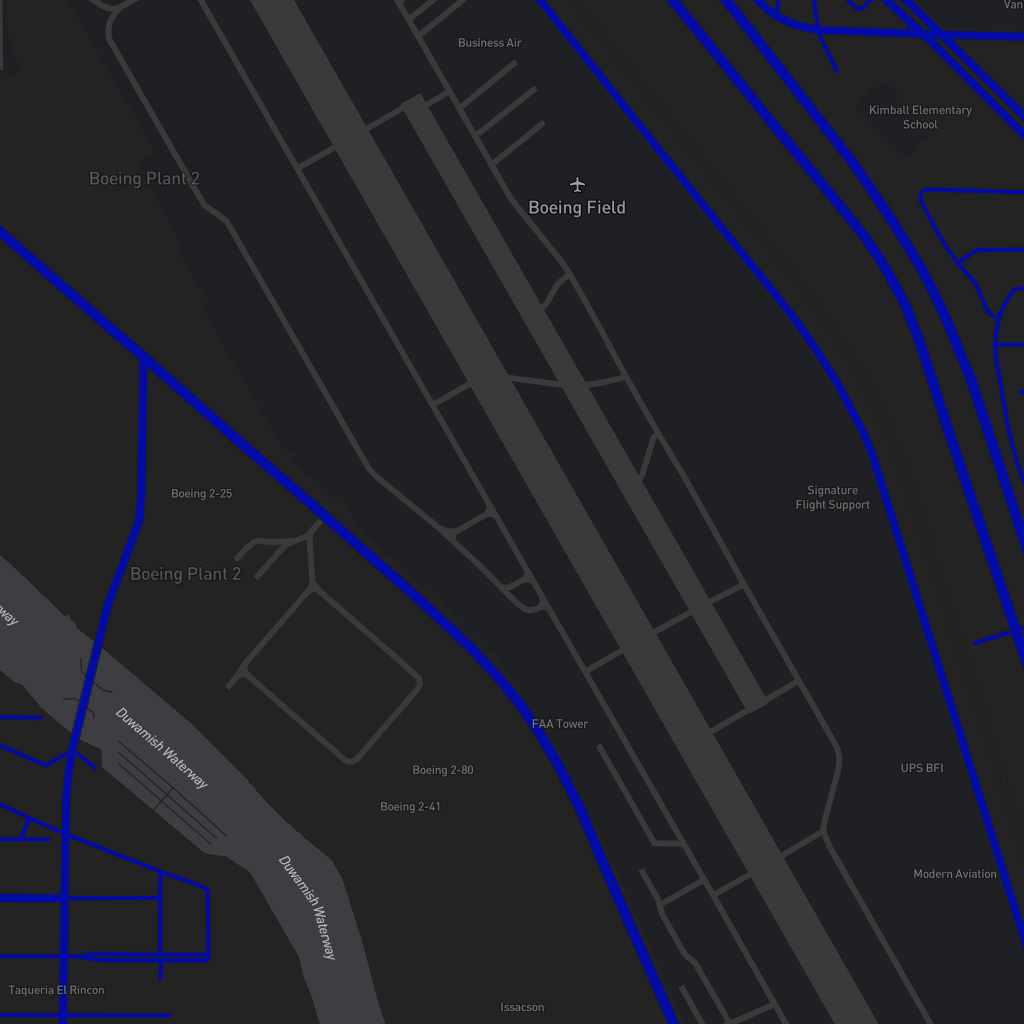 Van
Business Air
Kimball Elementary
School
Boeing Plant 2
Boeing Field
Boeing 2-25
Signature
Flight Support
Boeing Plant 2
way
Duwamish Waterway
FAA Tower
Boeing 2-80
UPS BFI
Boeing 2-41
Duwamish Waterway
Modern Aviation
Taqueria El Rincon
Issacson